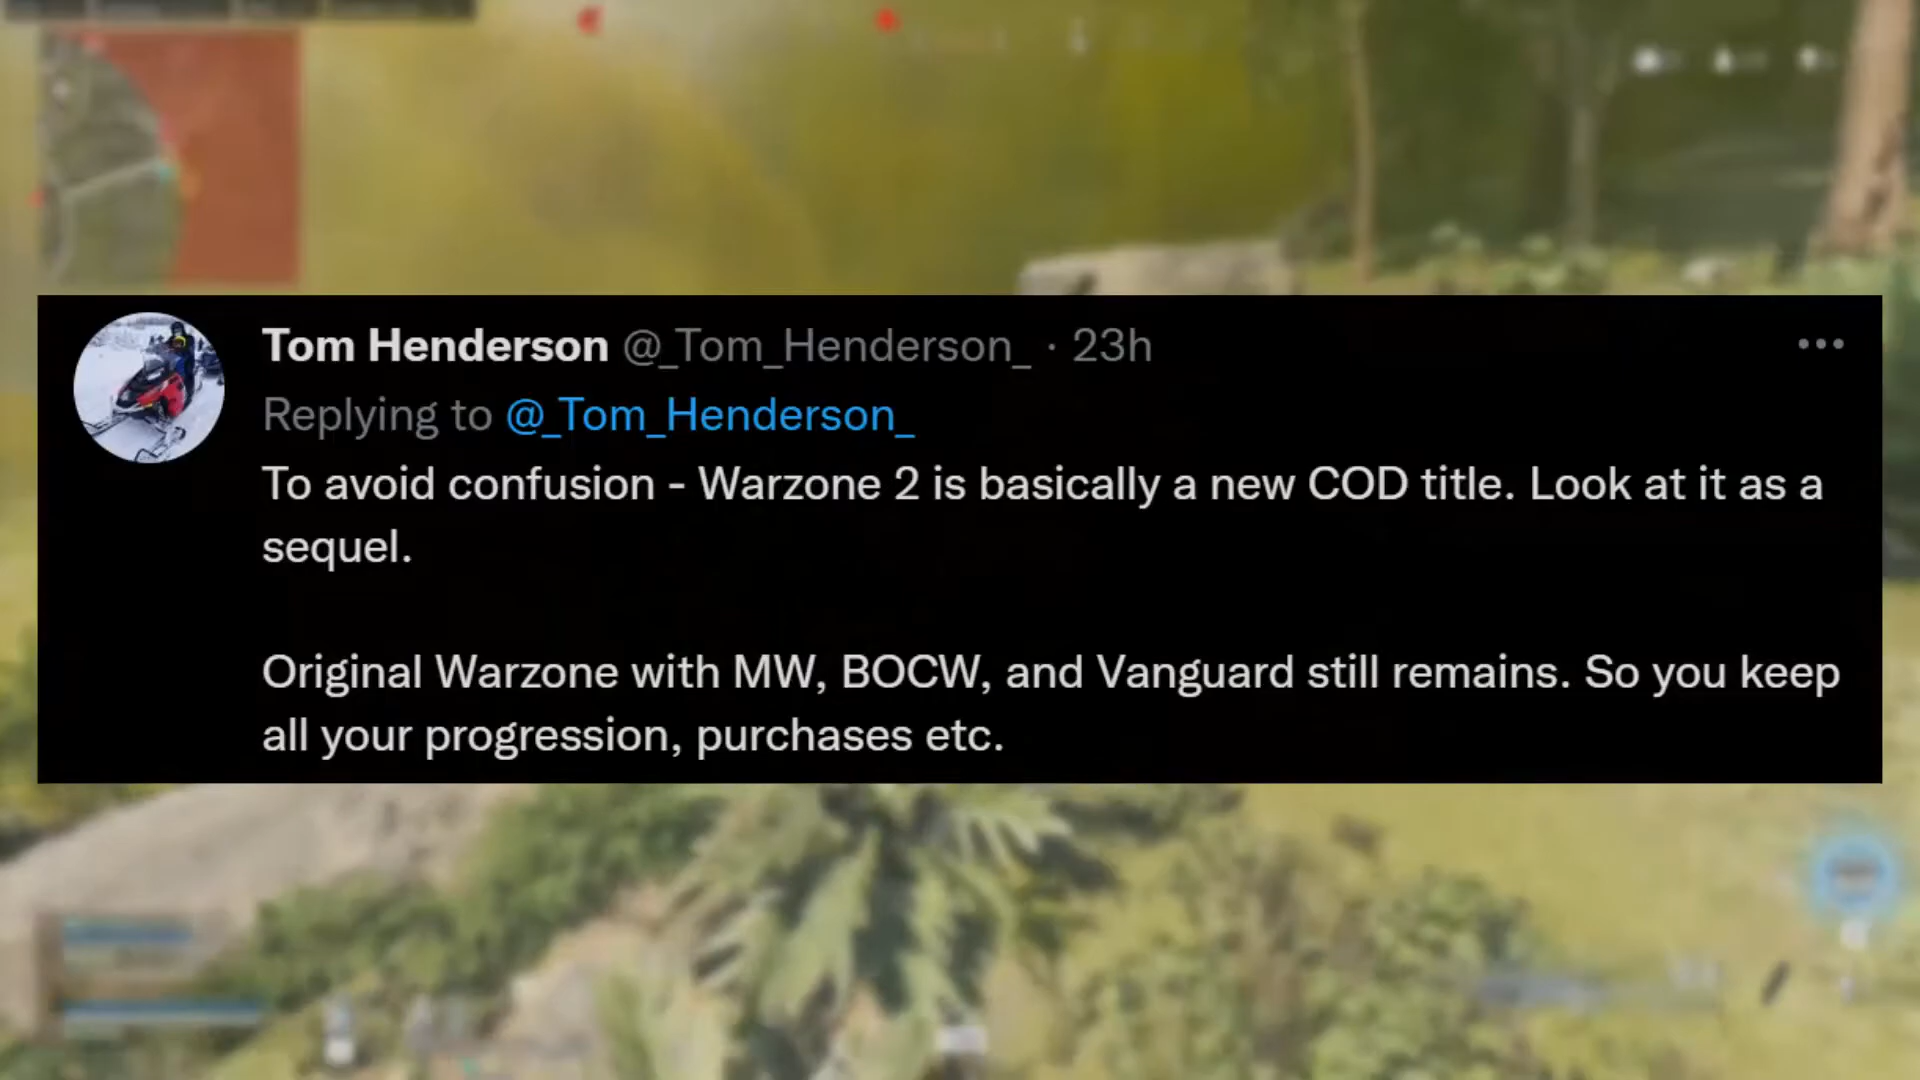 Tom Henderson @_Tom_Henderson_ · 23h
Replying to @_Tom_Henderson_
To avoid confusion - Warzone 2 is basically a new COD title. Look at it as a
sequel.
Original Warzone with MW, BOCW, and Vanguard still remains. So you keep
all your progression, purchases etc.